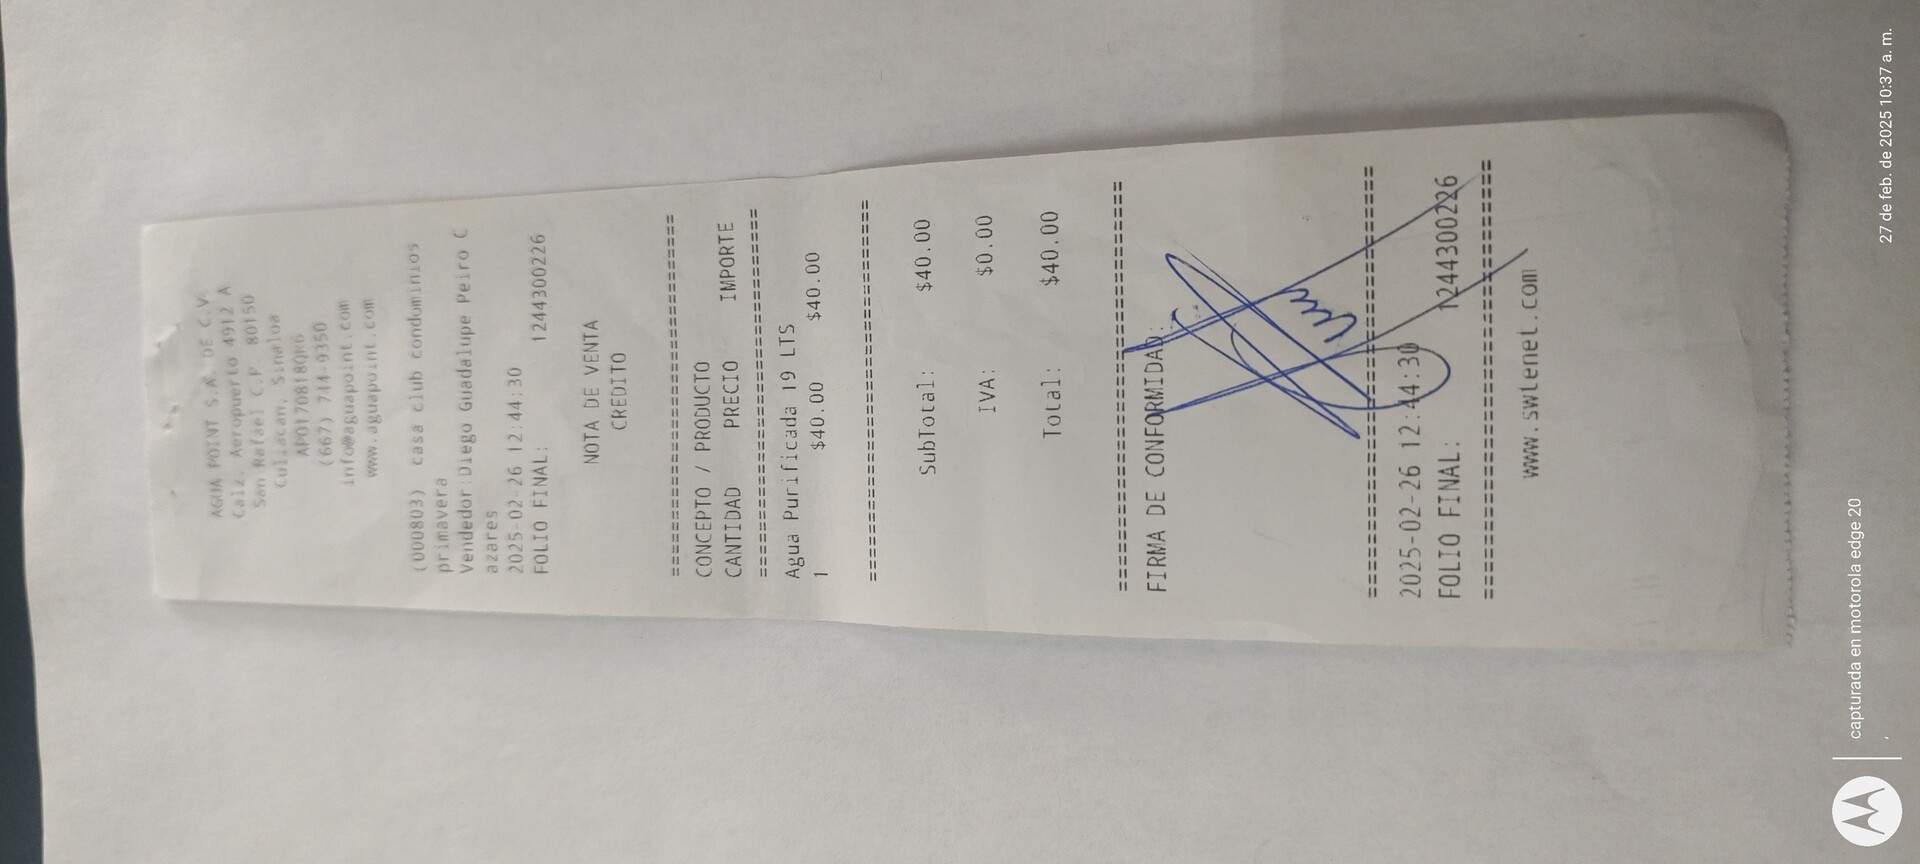 AGUA POINT S.A. DE C.V.
Calz. Aeropuerto 4912 A
San Rafael C.P. 80150
Culiacan, Sinaloa
(667) 744-9350
info@aguapoint.com
www.aguapoint.com
(000803) casa club condominios
primavera
Vendedor:Diego Guadalupe Peiro C
azares
2025-02-26 12:44:30
FOLIO FINAL: 1244300226
NOTA DE VENTA
CREDITO
================================
CONCEPTO / PRODUCTO
CANTIDAD PRECIO IMPORTE
================================
Agua Purificada 19 LTS
1 $40.00 $40.00
================================
SubTotal: $40.00
IVA: $0.00
Total: $40.00
================================
FIRMA DE CONFORMIDAD:
================================
2025-02-26 12:44:30
FOLIO FINAL: 1244300226
================================
www.swlenet.com
capturada en motorola edge 20
27 de feb. de 2025 10:37 a. m.